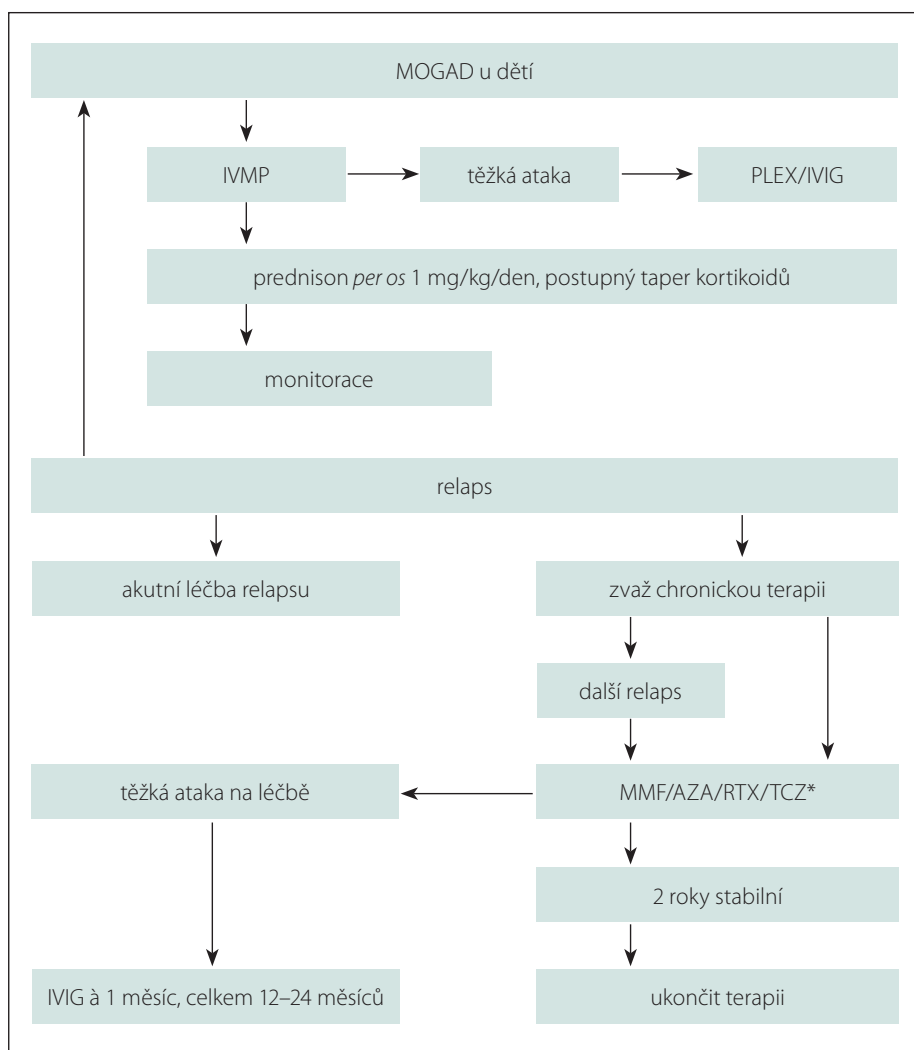 MOGAD u dětí
IVMP
těžká ataka
PLEX/IVIG
prednison per os 1 mg/kg/den, postupný taper kortikoidů
monitorace
relaps
akutní léčba relapsu
zvaž chronickou terapii
další relaps
těžká ataka na léčbě
MMF/AZA/RTX/TCZ*
2 roky stabilní
IVIG à 1 měsíc, celkem 12–24 měsíců
ukončit terapii